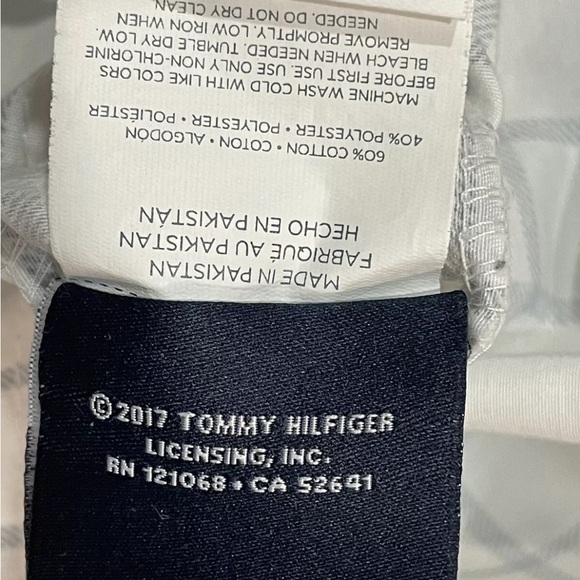 MADE IN PAKISTAN
FABRIQUÉ AU PAKISTAN
HECHO EN PAKISTÁN
60% COTTON • COTON • ALGODÓN
40% POLYESTER • POLYESTER • POLIÉSTER
MACHINE WASH COLD WITH LIKE COLORS
BEFORE FIRST USE. USE ONLY NON-CHLORINE
BLEACH WHEN NEEDED. TUMBLE DRY LOW.
REMOVE PROMPTLY. LOW IRON WHEN
NEEDED. DO NOT DRY CLEAN.
© 2017 TOMMY HILFIGER
LICENSING, INC.
RN 121068 • CA 52641